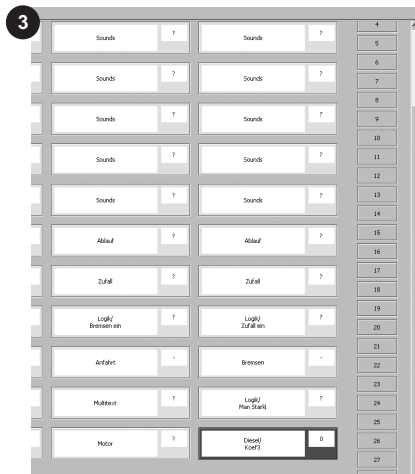 3
Sounds ? Sounds ?
Sounds ? Sounds ?
Sounds ? Sounds ?
Sounds ? Sounds ?
Sounds ? Sounds ?
Ablauf ? Ablauf ?
Zufall ? Zufall ?
Logik/ ? Logik/ ?
Bremsen ein Zufall ein
Anfahrt - Bremsen -
Multitext ? Logik/ ?
Man Starkl
Motor ? Diesel/ 0
Koef3
4
5
6
7
8
9
10
11
12
13
14
15
16
17
18
19
20
21
22
23
24
25
26
27